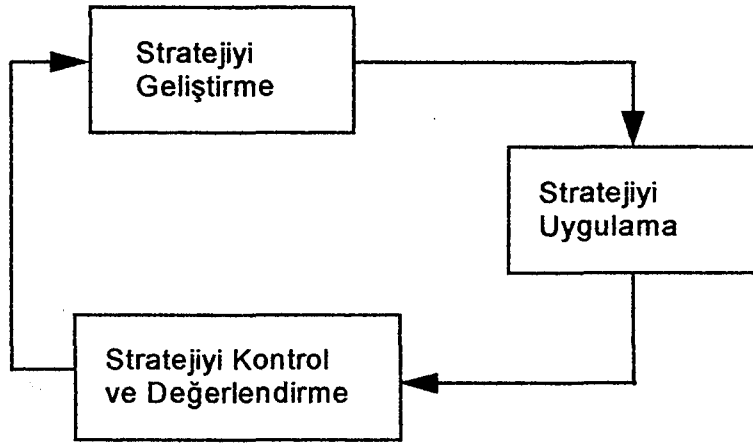 Stratejiyi
Geliştirme
Stratejiyi
Uygulama
Stratejiyi Kontrol
ve Değerlendirme